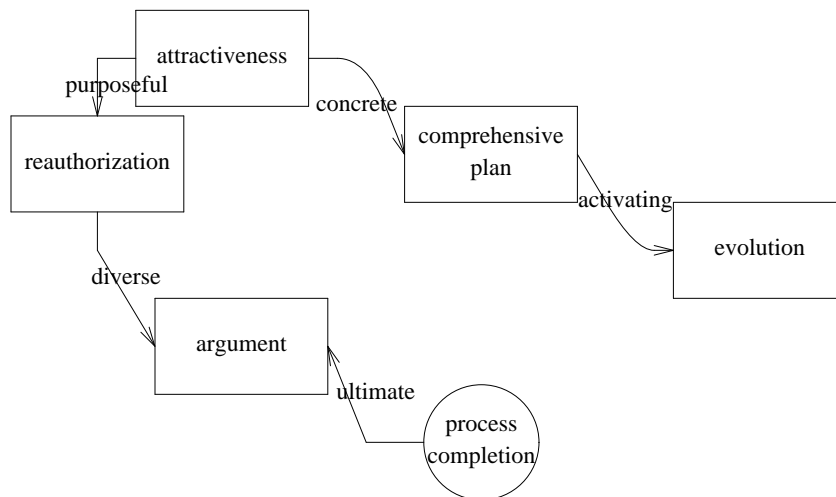 attractiveness
purposeful
concrete
comprehensive
plan
reauthorization
activating
evolution
diverse
argument
ultimate
process
completion